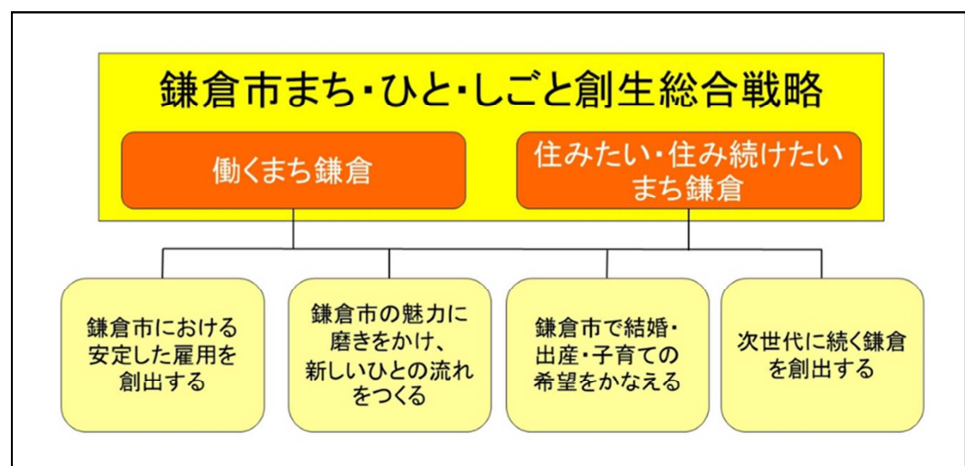 鎌倉市まち・ひと・しごと創生総合戦略
働くまち鎌倉
住みたい・住み続けたい
まち鎌倉
鎌倉市における
安定した雇用を
創出する
鎌倉市の魅力に
磨きをかけ、
新しいひとの流れ
をつくる
鎌倉市で結婚・
出産・子育ての
希望をかなえる
次世代に続く鎌倉
を創出する